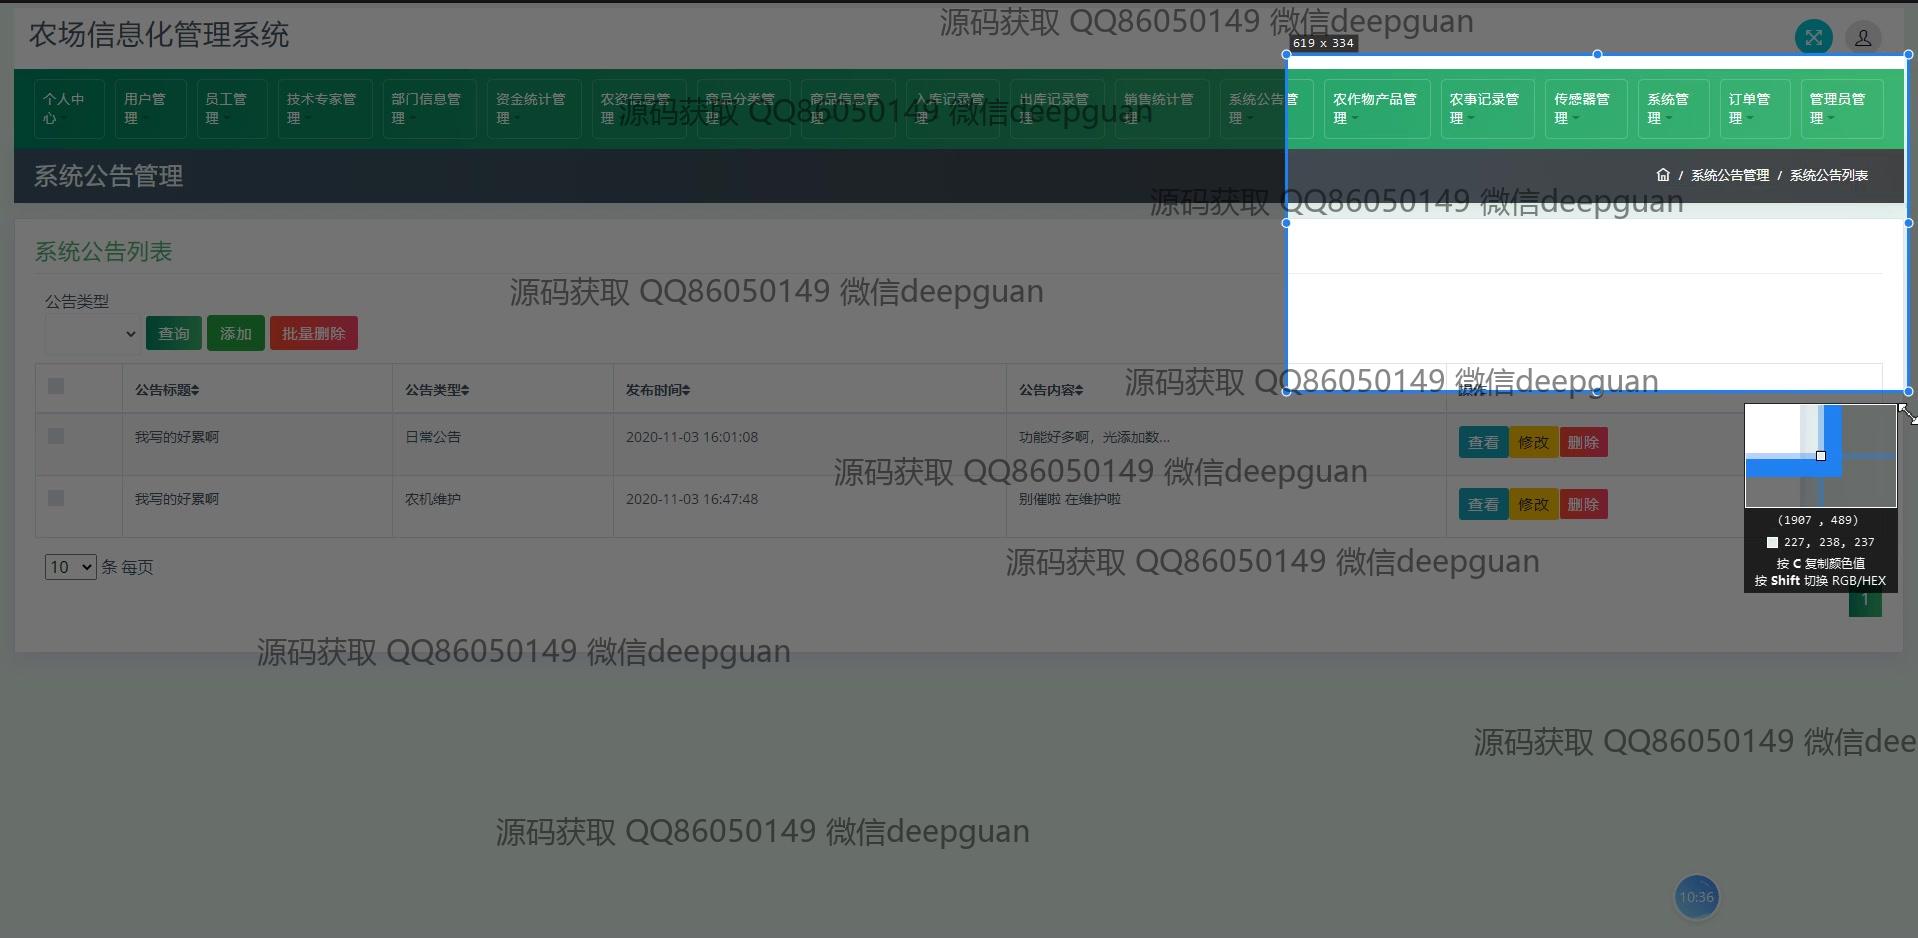 农场信息化管理系统
源码获取 QQ86050149 微信deepguan
619 x 334
个人中心
用户管理
员工管理
技术专家管理
部门信息管理
资金统计管理
农资信息管理
商品分类管理
商品信息管理
入库记录管理
出库记录管理
销售统计管理
系统公告管理
农作物产品管理
农事记录管理
传感器管理
系统管理
订单管理
管理员管理
源码获取 QQ86050149 微信deepguan
系统公告管理
/ 系统公告管理 / 系统公告列表
源码获取 QQ86050149 微信deepguan
系统公告列表
源码获取 QQ86050149 微信deepguan
公告类型
查询 添加 批量删除
公告标题 公告类型 发布时间 公告内容 操作
源码获取 QQ86050149 微信deepguan
我写的好累啊 日常公告 2020-11-03 16:01:08 功能好多啊，光添加数... 查看 修改 删除
源码获取 QQ86050149 微信deepguan
我写的好累啊 农机维护 2020-11-03 16:47:48 别催啦 在维护啦 查看 修改 删除
(1907 , 489)
227, 238, 237
按 C 复制颜色值
按 Shift 切换 RGB/HEX
源码获取 QQ86050149 微信deepguan
10 条 每页
1
源码获取 QQ86050149 微信deepguan
源码获取 QQ86050149 微信dee
源码获取 QQ86050149 微信deepguan
10:36